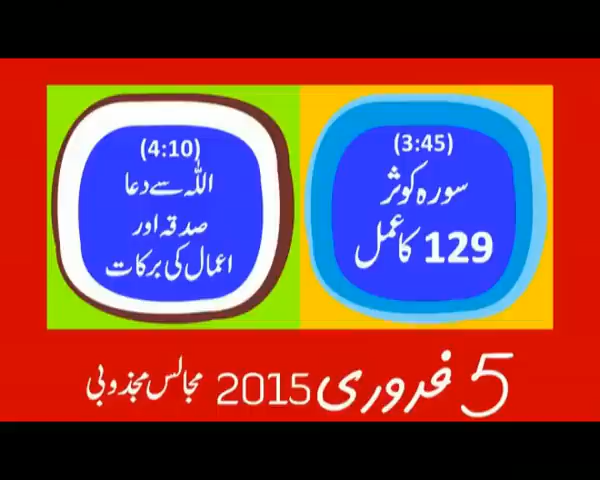 (3:45)
سورہ کوثر
129 کا عمل
(4:10)
اللہ سے دعا
صدقہ اور
اعمال کی برکات
5 فروری 2015 مجالس مجذوبی